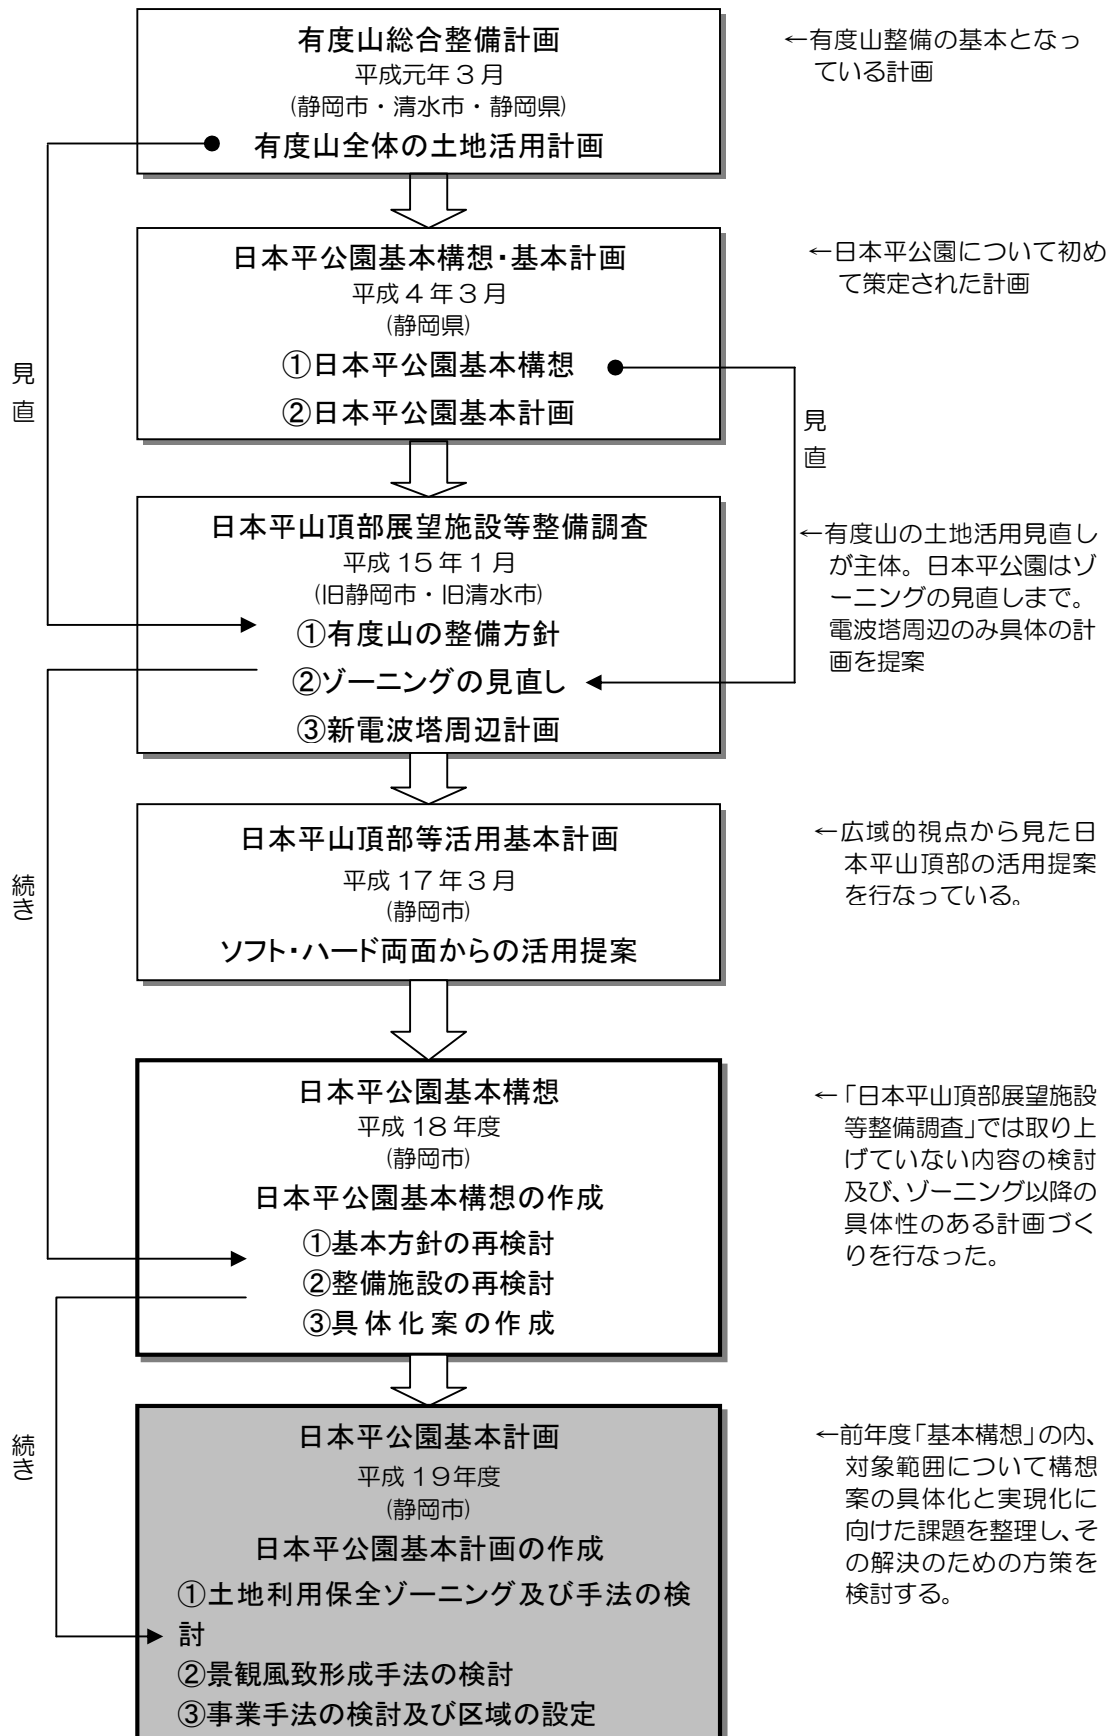 有度山総合整備計画
平成元年3月
(静岡市・清水市・静岡県)
有度山全体の土地活用計画
←有度山整備の基本となっ
ている計画
日本平公園基本構想・基本計画
平成4年3月
(静岡県)
①日本平公園基本構想
②日本平公園基本計画
←日本平公園について初め
て策定された計画
見
直
見
直
日本平山頂部展望施設等整備調査
平成15年1月
(旧静岡市・旧清水市)
①有度山の整備方針
②ゾーニングの見直し
③新電波塔周辺計画
←有度山の土地活用見直し
が主体。日本平公園はゾ
ーニングの見直しまで。
電波塔周辺のみ具体の計
画を提案
日本平山頂部等活用基本計画
平成17年3月
(静岡市)
ソフト・ハード両面からの活用提案
←広域的視点から見た日
本平山頂部の活用提案
を行なっている。
続き
日本平公園基本構想
平成18年度
(静岡市)
日本平公園基本構想の作成
①基本方針の再検討
②整備施設の再検討
③具体化案の作成
←「日本平山頂部展望施設
等整備調査」では取り上
げていない内容の検討
及び、ゾーニング以降の
具体性のある計画づく
りを行なった。
続き
日本平公園基本計画
平成19年度
(静岡市)
日本平公園基本計画の作成
①土地利用保全ゾーニング及び手法の検
討
②景観風致形成手法の検討
③事業手法の検討及び区域の設定
←前年度「基本構想」の内、
対象範囲について構想
案の具体化と実現化に
向けた課題を整理し、そ
の解決のための方策を
検討する。